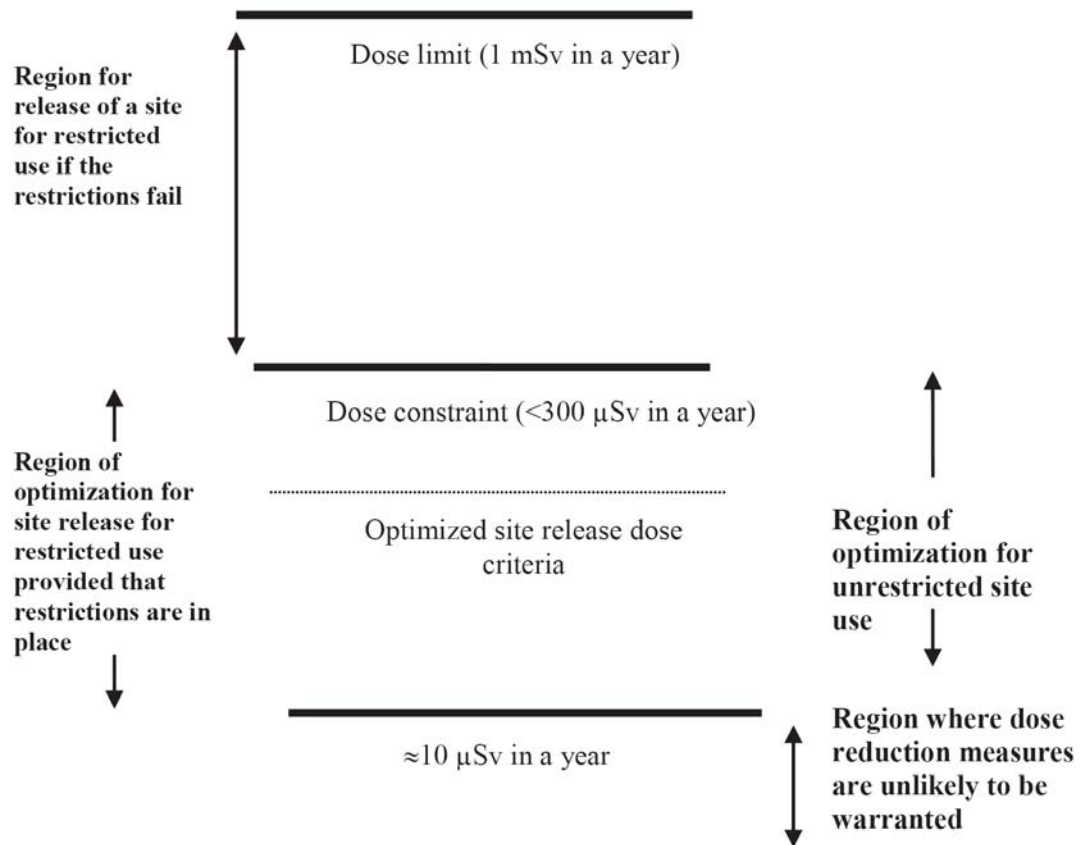 Dose limit (1 mSv in a year)
Region for
release of a site
for restricted
use if the
restrictions fail
Dose constraint (<300 µSv in a year)
Region of
optimization for
site release for
restricted use
provided that
restrictions are in
place
Optimized site release dose
criteria
Region of
optimization for
unrestricted site
use
≈10 µSv in a year
Region where dose
reduction measures
are unlikely to be
warranted